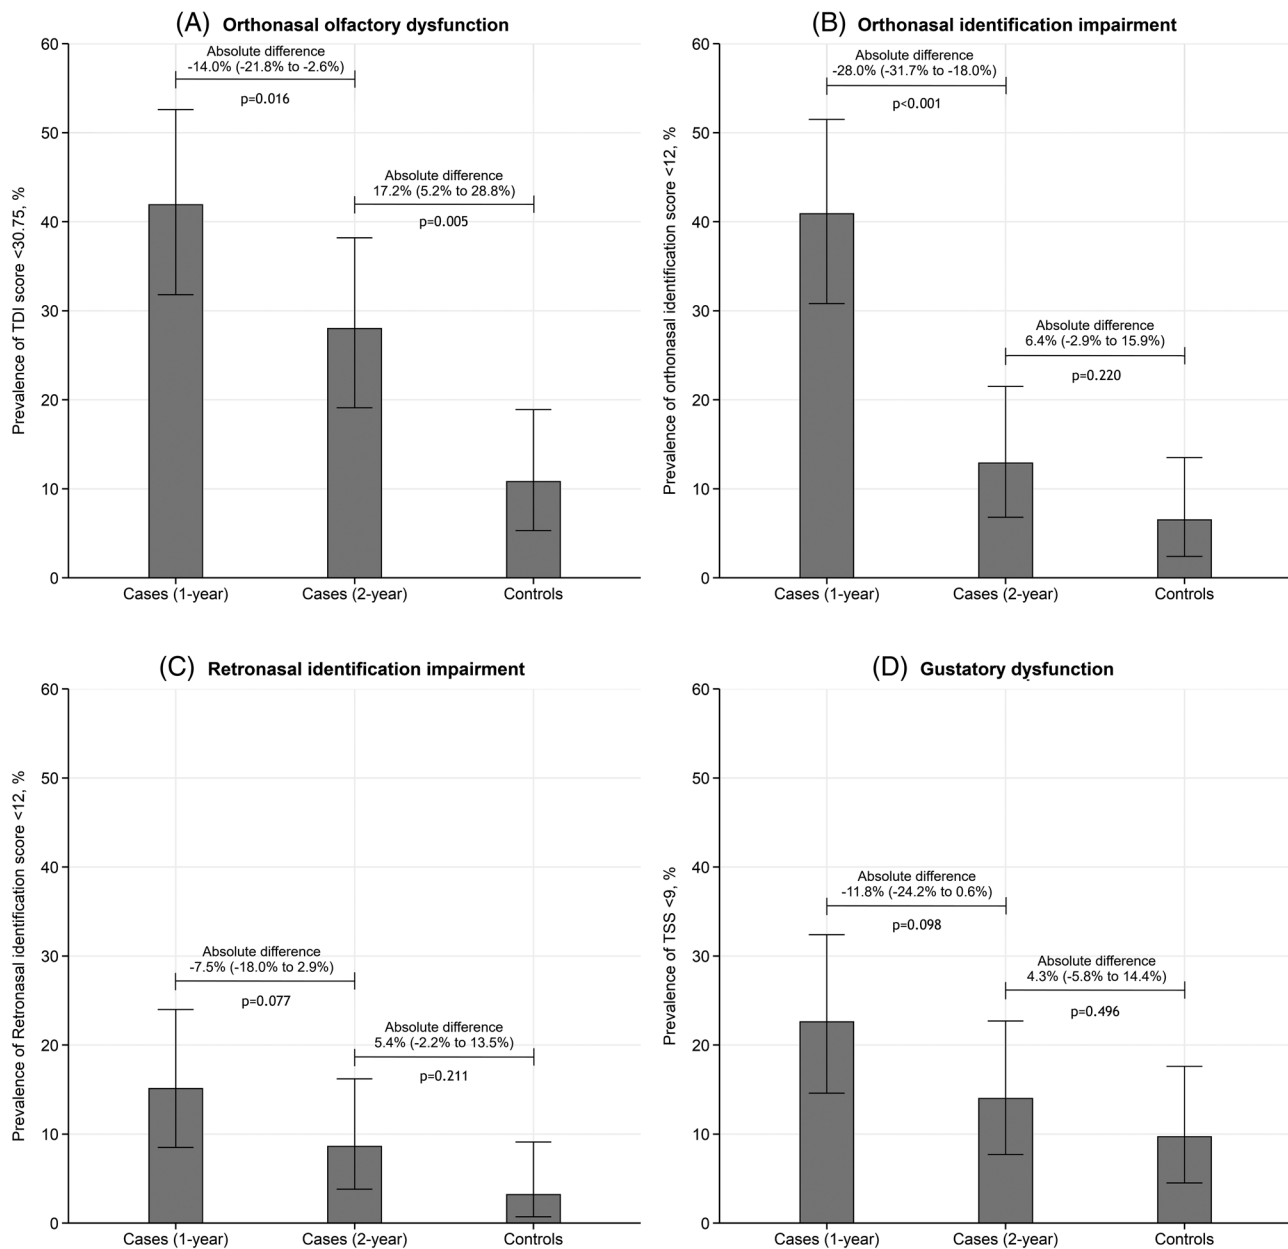 (A) Orthonasal olfactory dysfunction
Prevalence of TDI score <30.75, %
60
50
40
30
20
10
0
Absolute difference
-14.0% (-21.8% to -2.6%)
p=0.016
Absolute difference
17.2% (5.2% to 28.8%)
p=0.005
Cases (1-year)
Cases (2-year)
Controls
(B) Orthonasal identification impairment
Prevalence of orthonasal identification score <12, %
60
50
40
30
20
10
0
Absolute difference
-28.0% (-31.7% to -18.0%)
p<0.001
Absolute difference
6.4% (-2.9% to 15.9%)
p=0.220
Cases (1-year)
Cases (2-year)
Controls
(C) Retronasal identification impairment
Prevalence of Retronasal identification score <12, %
60
50
40
30
20
10
0
Absolute difference
-7.5% (-18.0% to 2.9%)
p=0.077
Absolute difference
5.4% (-2.2% to 13.5%)
p=0.211
Cases (1-year)
Cases (2-year)
Controls
(D) Gustatory dysfunction
Prevalence of TSS <9, %
60
50
40
30
20
10
0
Absolute difference
-11.8% (-24.2% to 0.6%)
p=0.098
Absolute difference
4.3% (-5.8% to 14.4%)
p=0.496
Cases (1-year)
Cases (2-year)
Controls